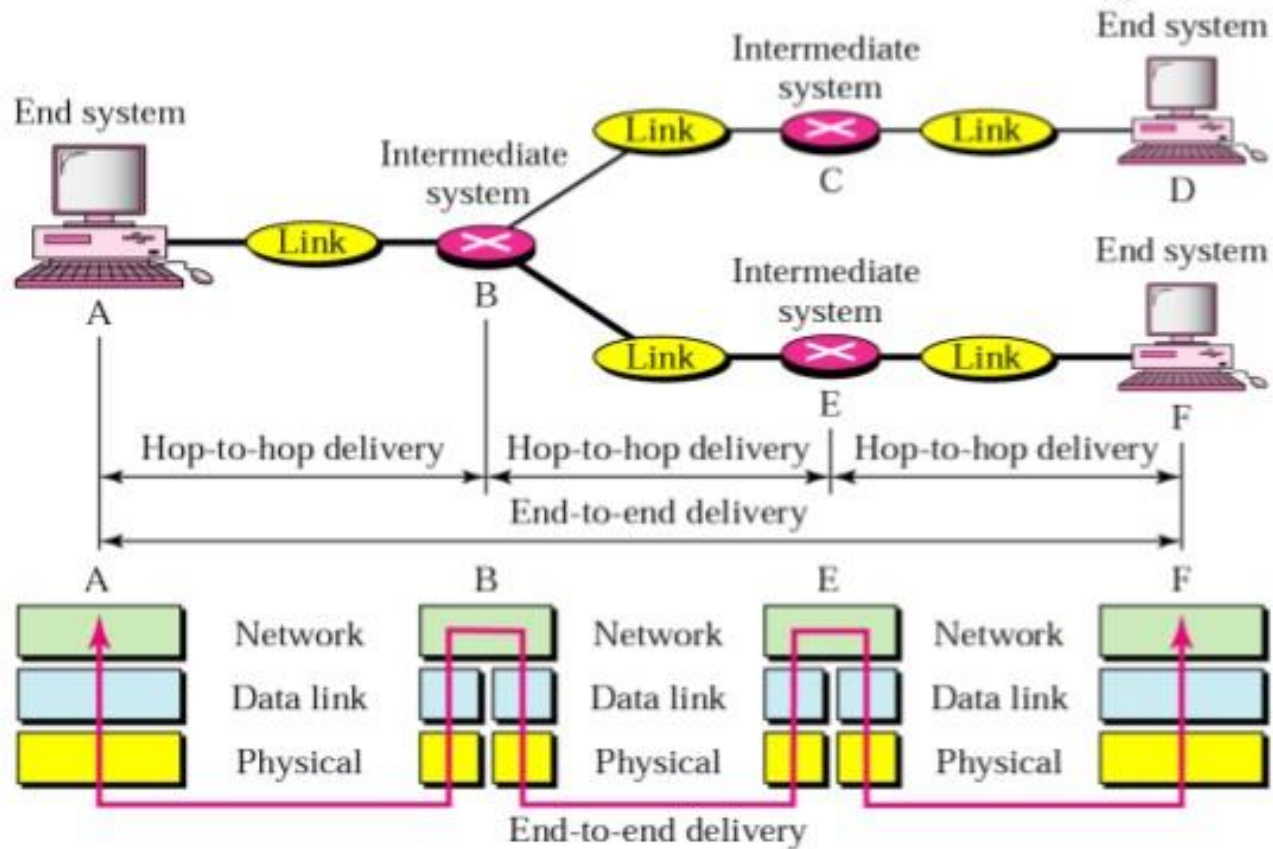 End system
Intermediate
system
End system
Link
C
Link
D
Intermediate
system
Link
B
A
Intermediate
system
End system
Link
E
Link
F
Hop-to-hop delivery
Hop-to-hop delivery
Hop-to-hop delivery
End-to-end delivery
A
B
E
F
Network
Network
Network
Data link
Data link
Data link
Physical
Physical
Physical
End-to-end delivery